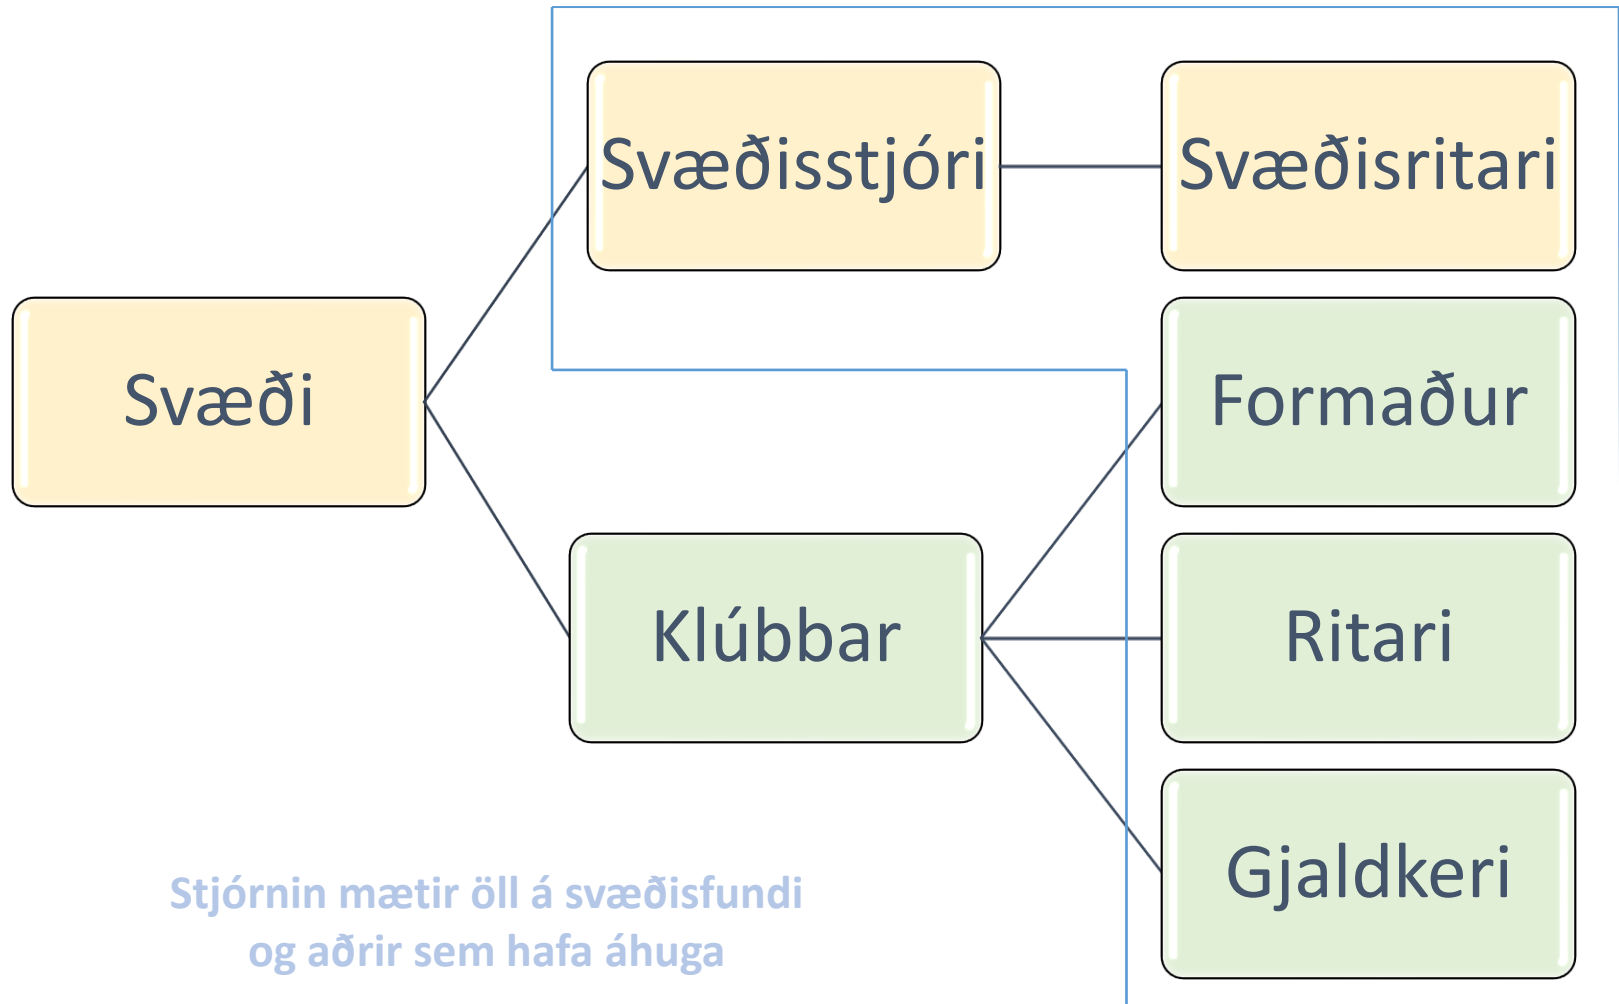 Svæðisstjóri
Svæðisritari
Svæði
Formaður
Klúbbar
Ritari
Gjaldkeri
Stjórnin mætir öll á svæðisfundi
og aðrir sem hafa áhuga